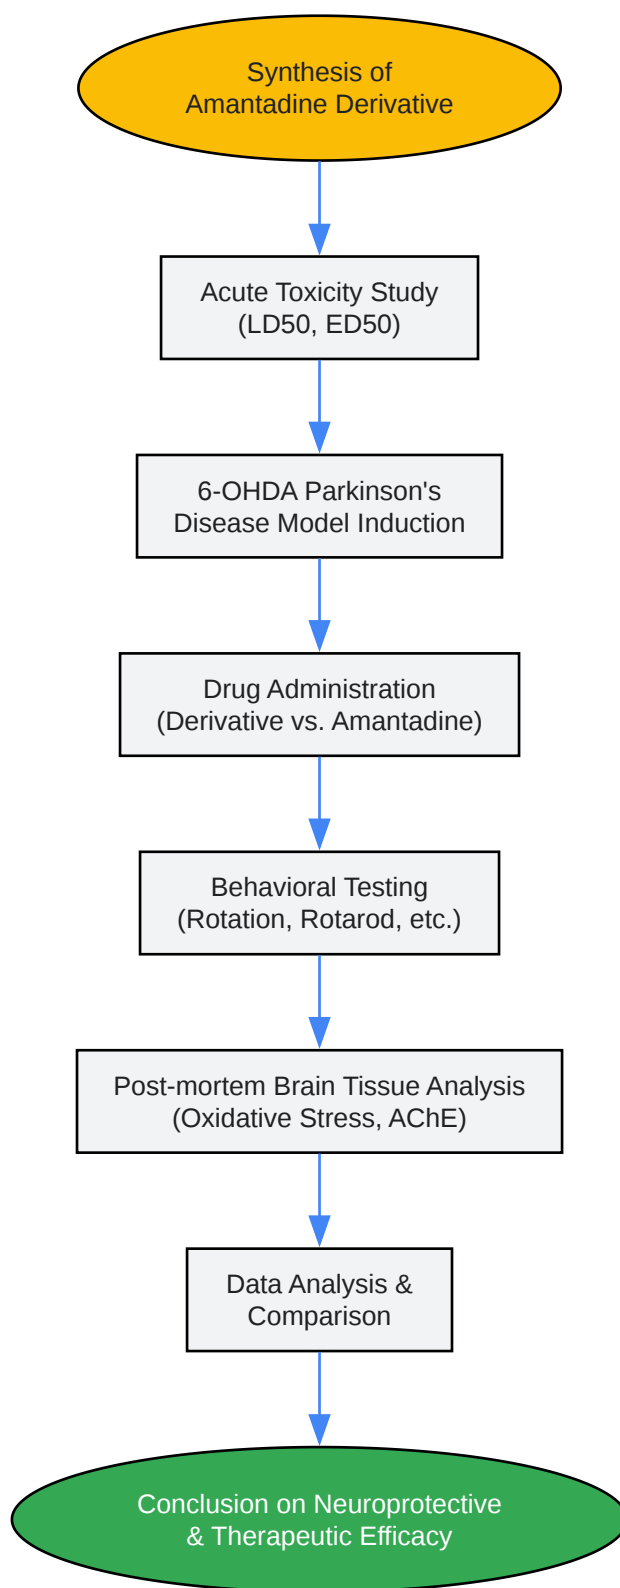 Synthesis of
Amantadine Derivative
Acute Toxicity Study
(LD50, ED50)
6-OHDA Parkinson's
Disease Model Induction
Drug Administration
(Derivative vs. Amantadine)
Behavioral Testing
(Rotation, Rotarod, etc.)
Post-mortem Brain Tissue Analysis
(Oxidative Stress, AChE)
Data Analysis &
Comparison
Conclusion on Neuroprotective
& Therapeutic Efficacy